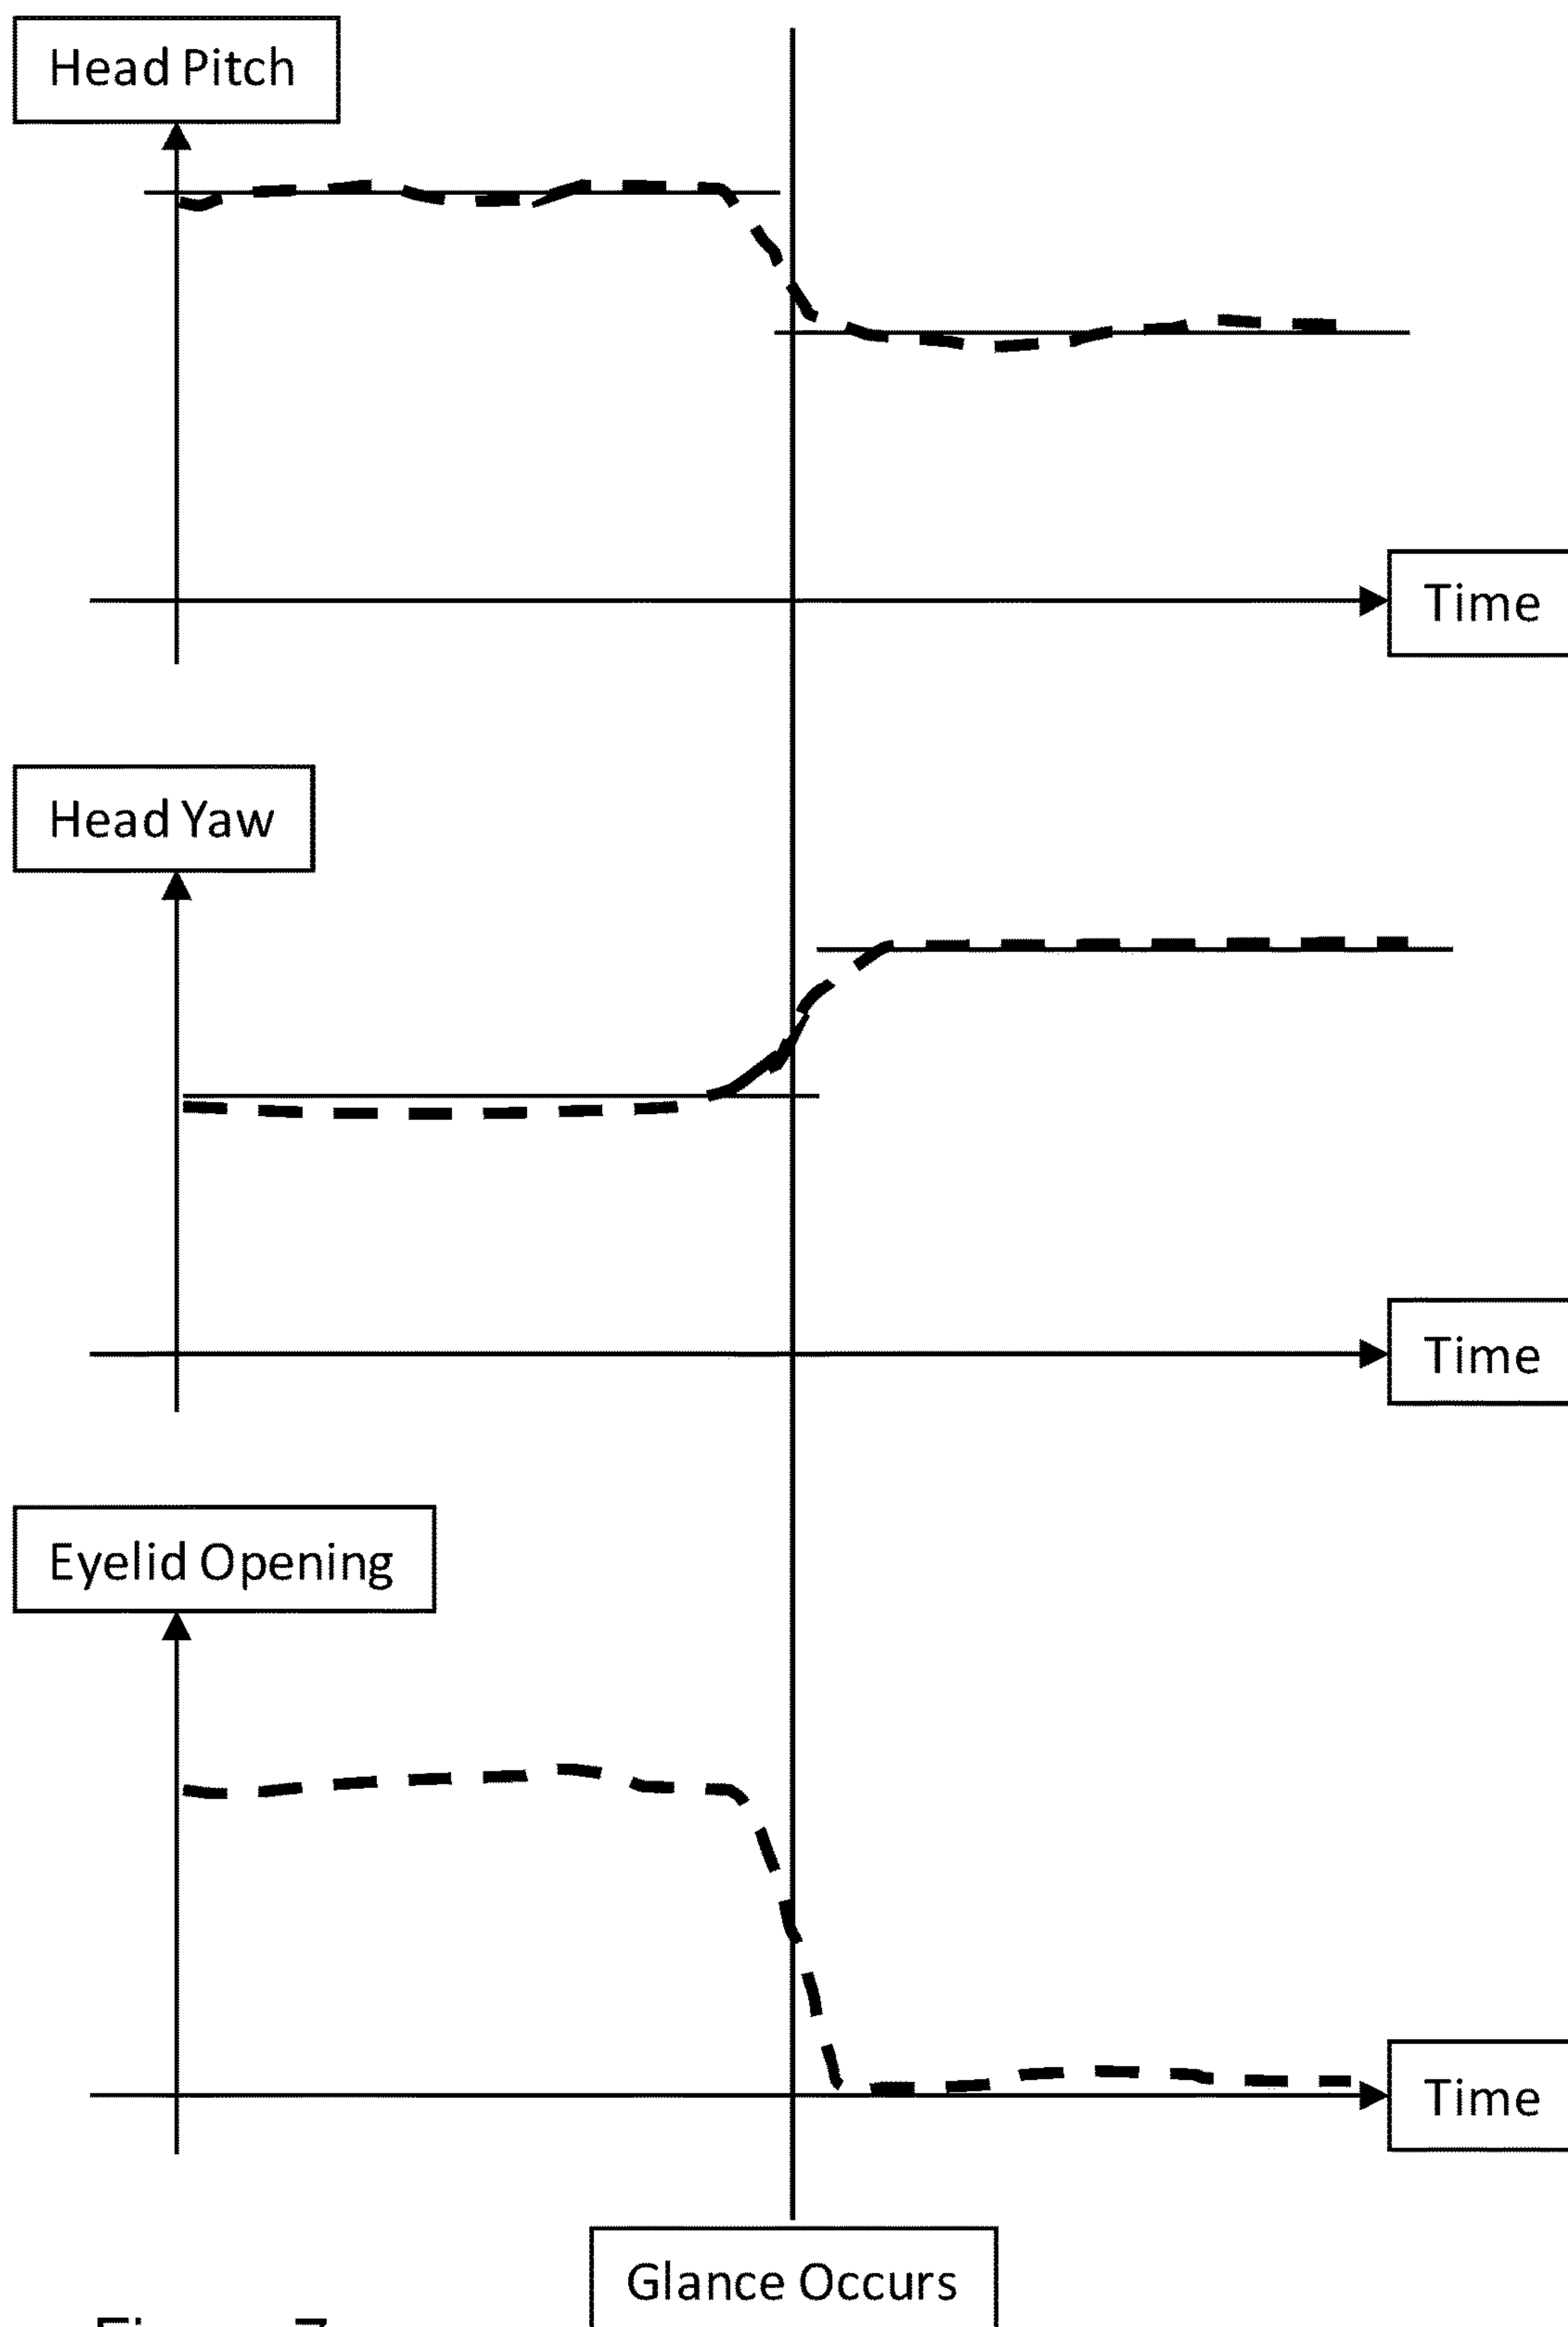 Head Pitch
Time
Head Yaw
Time
Eyelid Opening
Time
Glance Occurs